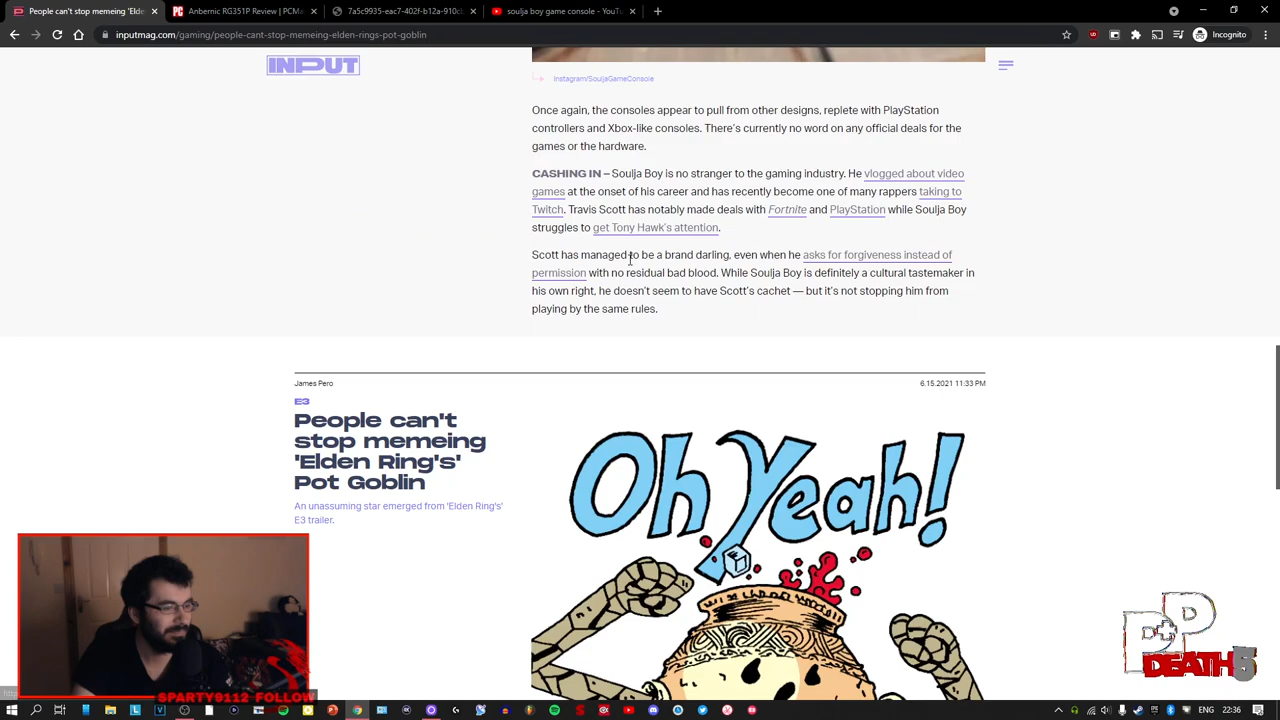 People can't stop memeing 'Elden
Anbernic RG351P Review | PCMa
7a5c9935-eac7-402f-b12a-910cb
soulja boy game console - YouT
inputmag.com/gaming/people-cant-stop-memeing-elden-rings-pot-goblin
Incognito
INPUT
Instagram/SouljaGameConsole
Once again, the consoles appear to pull from other designs, replete with PlayStation
controllers and Xbox-like consoles. There's currently no word on any official deals for the
games or the hardware.
CASHING IN – Soulja Boy is no stranger to the gaming industry. He vlogged about video
games at the onset of his career and has recently become one of many rappers taking to
Twitch. Travis Scott has notably made deals with Fortnite and PlayStation while Soulja Boy
struggles to get Tony Hawk's attention.
Scott has managed to be a brand darling, even when he asks for forgiveness instead of
permission with no residual bad blood. While Soulja Boy is definitely a cultural tastemaker in
his own right, he doesn't seem to have Scott's cachet — but it's not stopping him from
playing by the same rules.
James Pero
6.15.2021 11:33 PM
E3
People can't
stop memeing
'Elden Ring's'
Pot Goblin
An unassuming star emerged from 'Elden Ring's'
E3 trailer.
Oh Yeah!
SPARTY9112 FOLLOW
DEATH
ENG
22:36